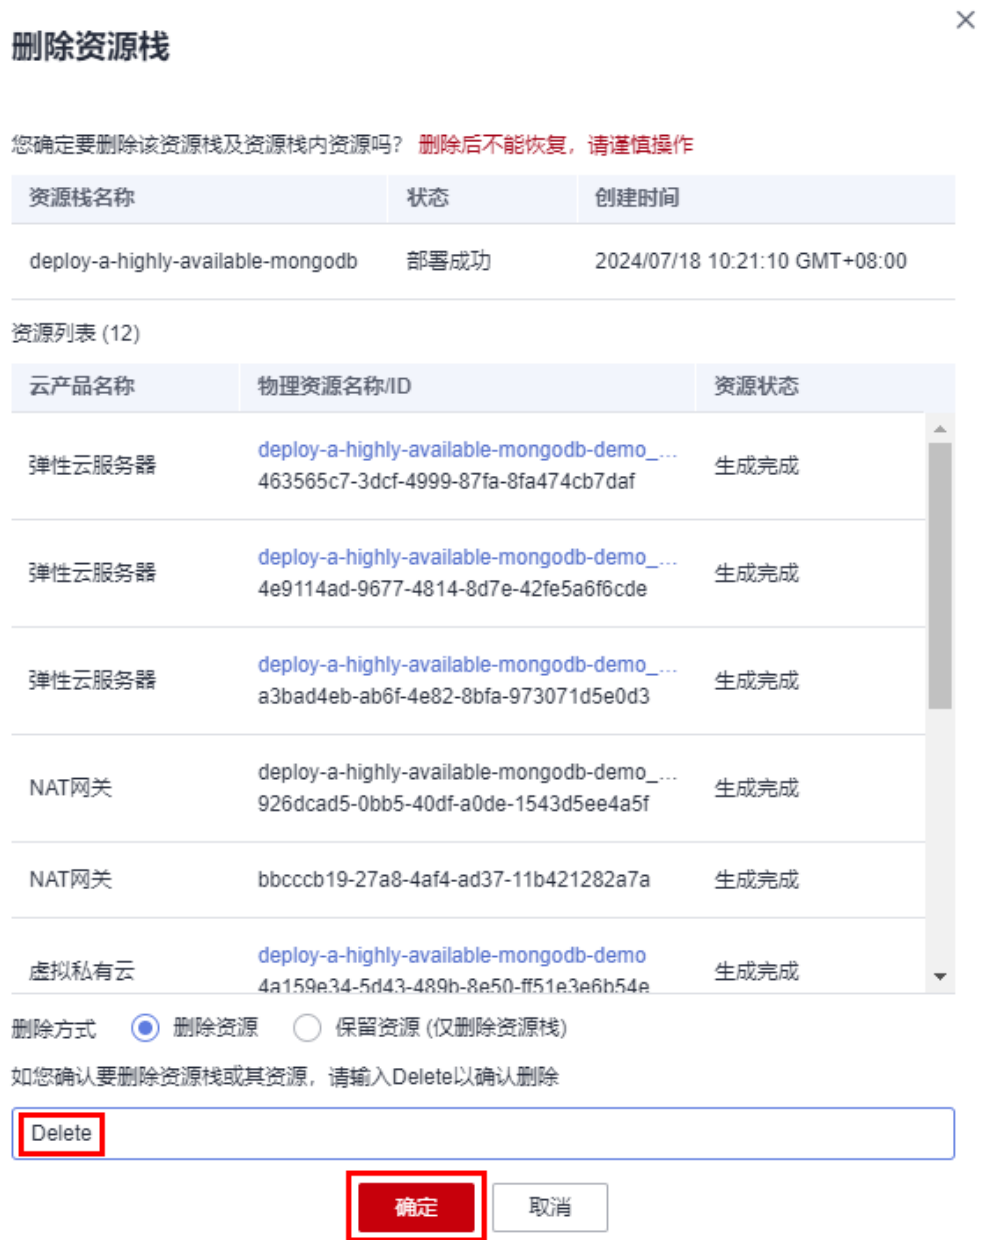 删除资源栈
您确定要删除该资源栈及资源栈内资源吗？ 删除后不能恢复，请谨慎操作
资源栈名称 状态 创建时间
deploy-a-highly-available-mongodb 部署成功 2024/07/18 10:21:10 GMT+08:00
资源列表 (12)
云产品名称 物理资源名称/ID 资源状态
deploy-a-highly-available-mongodb-demo_...
弹性云服务器 生成完成
463565c7-3dcf-4999-87fa-8fa474cb7daf
deploy-a-highly-available-mongodb-demo_...
弹性云服务器 生成完成
4e9114ad-9677-4814-8d7e-42fe5a6f6cde
deploy-a-highly-available-mongodb-demo_...
弹性云服务器 生成完成
a3bad4eb-ab6f-4e82-8bfa-973071d5e0d3
deploy-a-highly-available-mongodb-demo_...
NAT网关 生成完成
926dcad5-0bb5-40df-a0de-1543d5ee4a5f
NAT网关 bbcccb19-27a8-4af4-ad37-11b421282a7a 生成完成
deploy-a-highly-available-mongodb-demo
虚拟私有云 生成完成
4a159e34-5d43-489b-8e50-ff51e3e6b54e
删除方式 删除资源 保留资源 (仅删除资源栈)
如您确认要删除资源栈或其资源，请输入Delete以确认删除
Delete
确定 取消